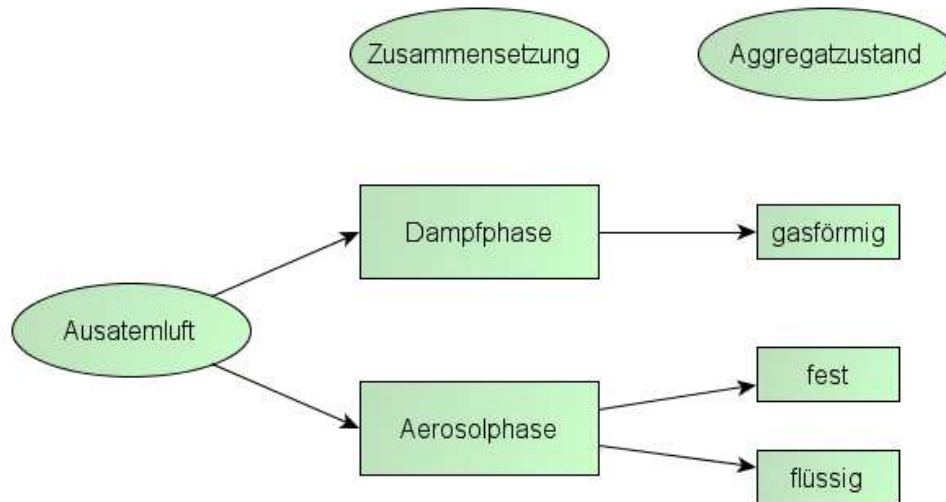 Zusammensetzung
Aggregatzustand
Dampfphase
gasförmig
Ausatemluft
fest
Aerosolphase
flüssig